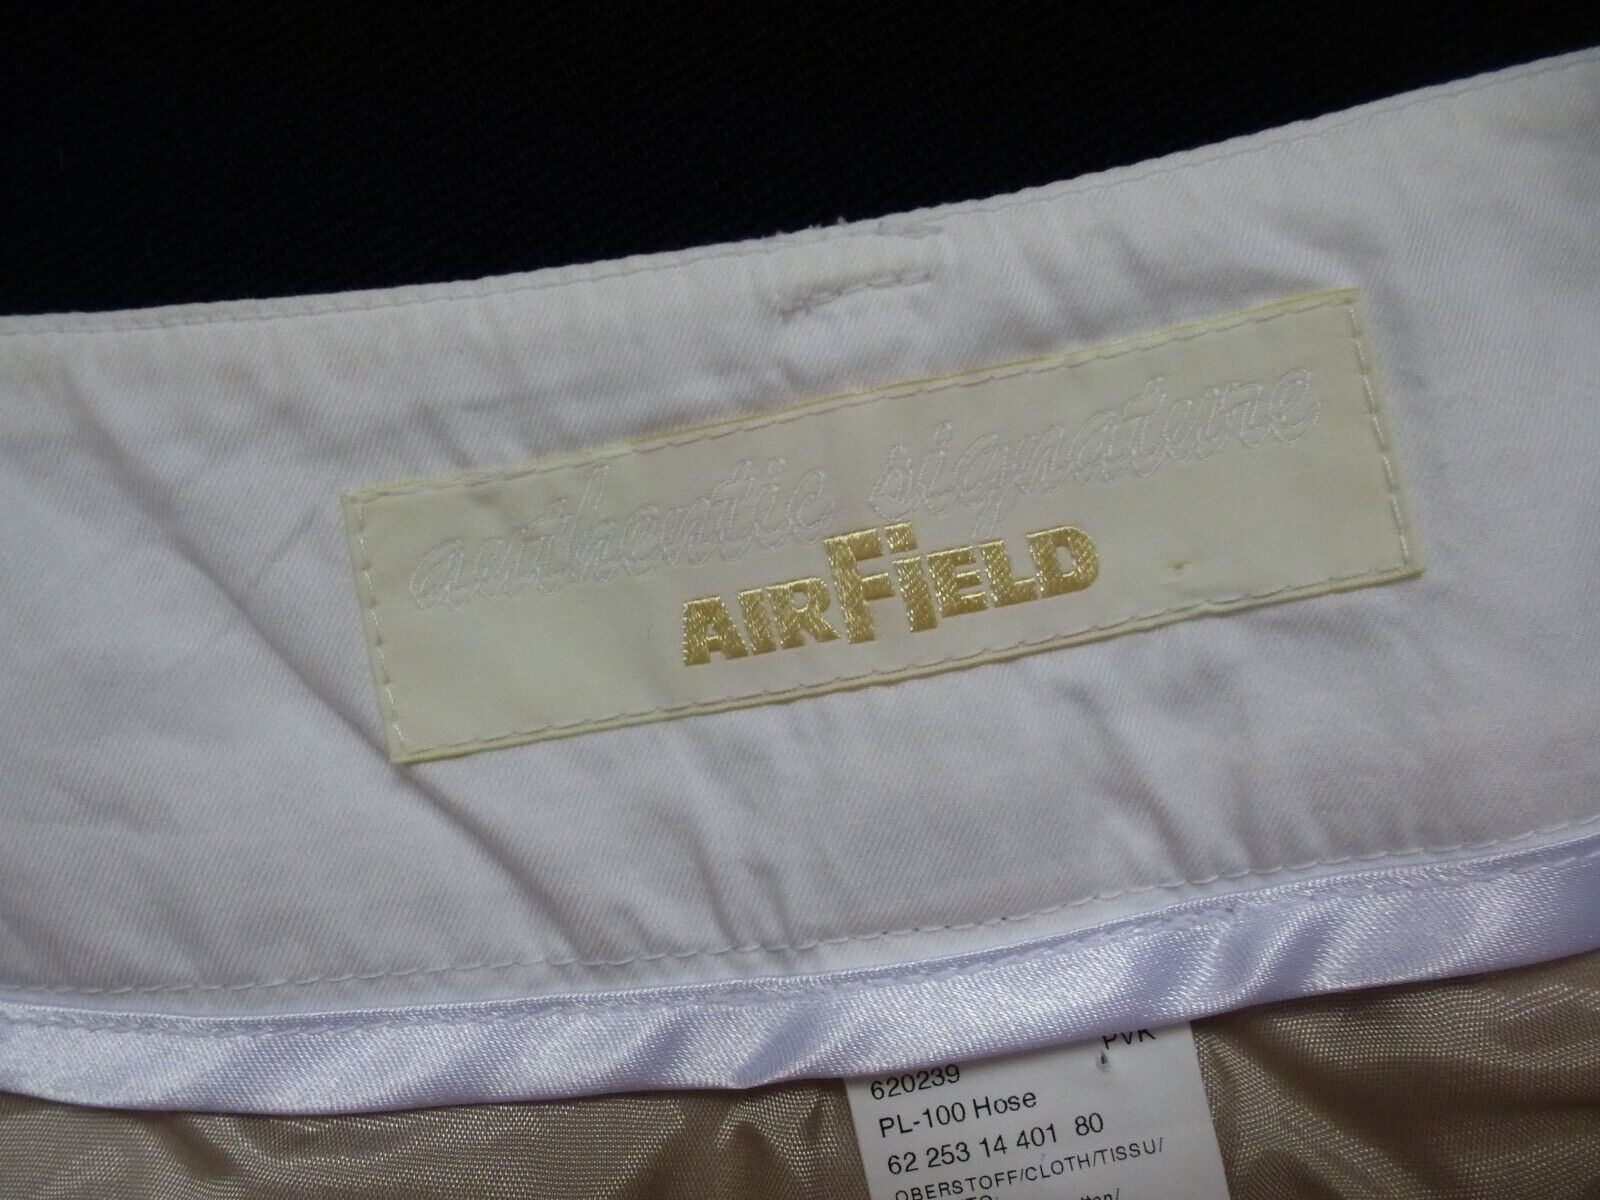 authentic signature
AIRFIELD
PVK
620239
PL-100 Hose
62 253 14 401 80
OBERSTOFF/CLOTH/TISSU/